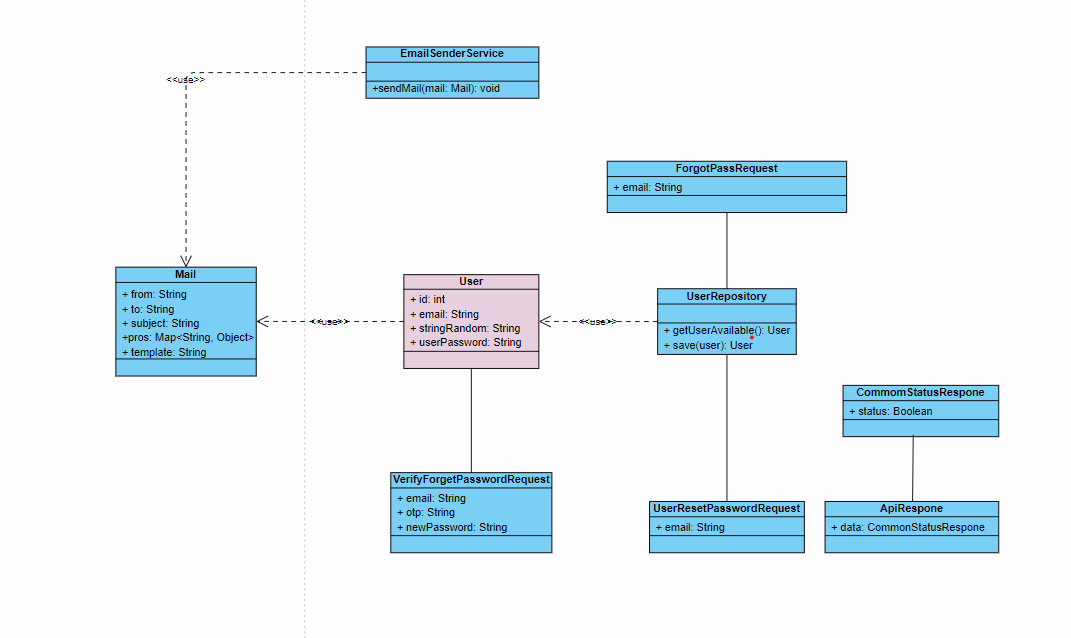 EmailSenderService
+sendMail(mail: Mail): void
<<use>>
ForgotPassRequest
+ email: String
Mail
+ from: String
+ to: String
+ subject: String
+pros: Map<String, Object>
+ template: String
<<use>>
User
+ id: int
+ email: String
+ stringRandom: String
+ userPassword: String
<<use>>
UserRepository
+ getUserAvailable(): User
+ save(user): User
CommomStatusRespone
+ status: Boolean
VerifyForgetPasswordRequest
+ email: String
+ otp: String
+ newPassword: String
UserResetPasswordRequest
+ email: String
ApiRespone
+ data: CommonStatusRespone